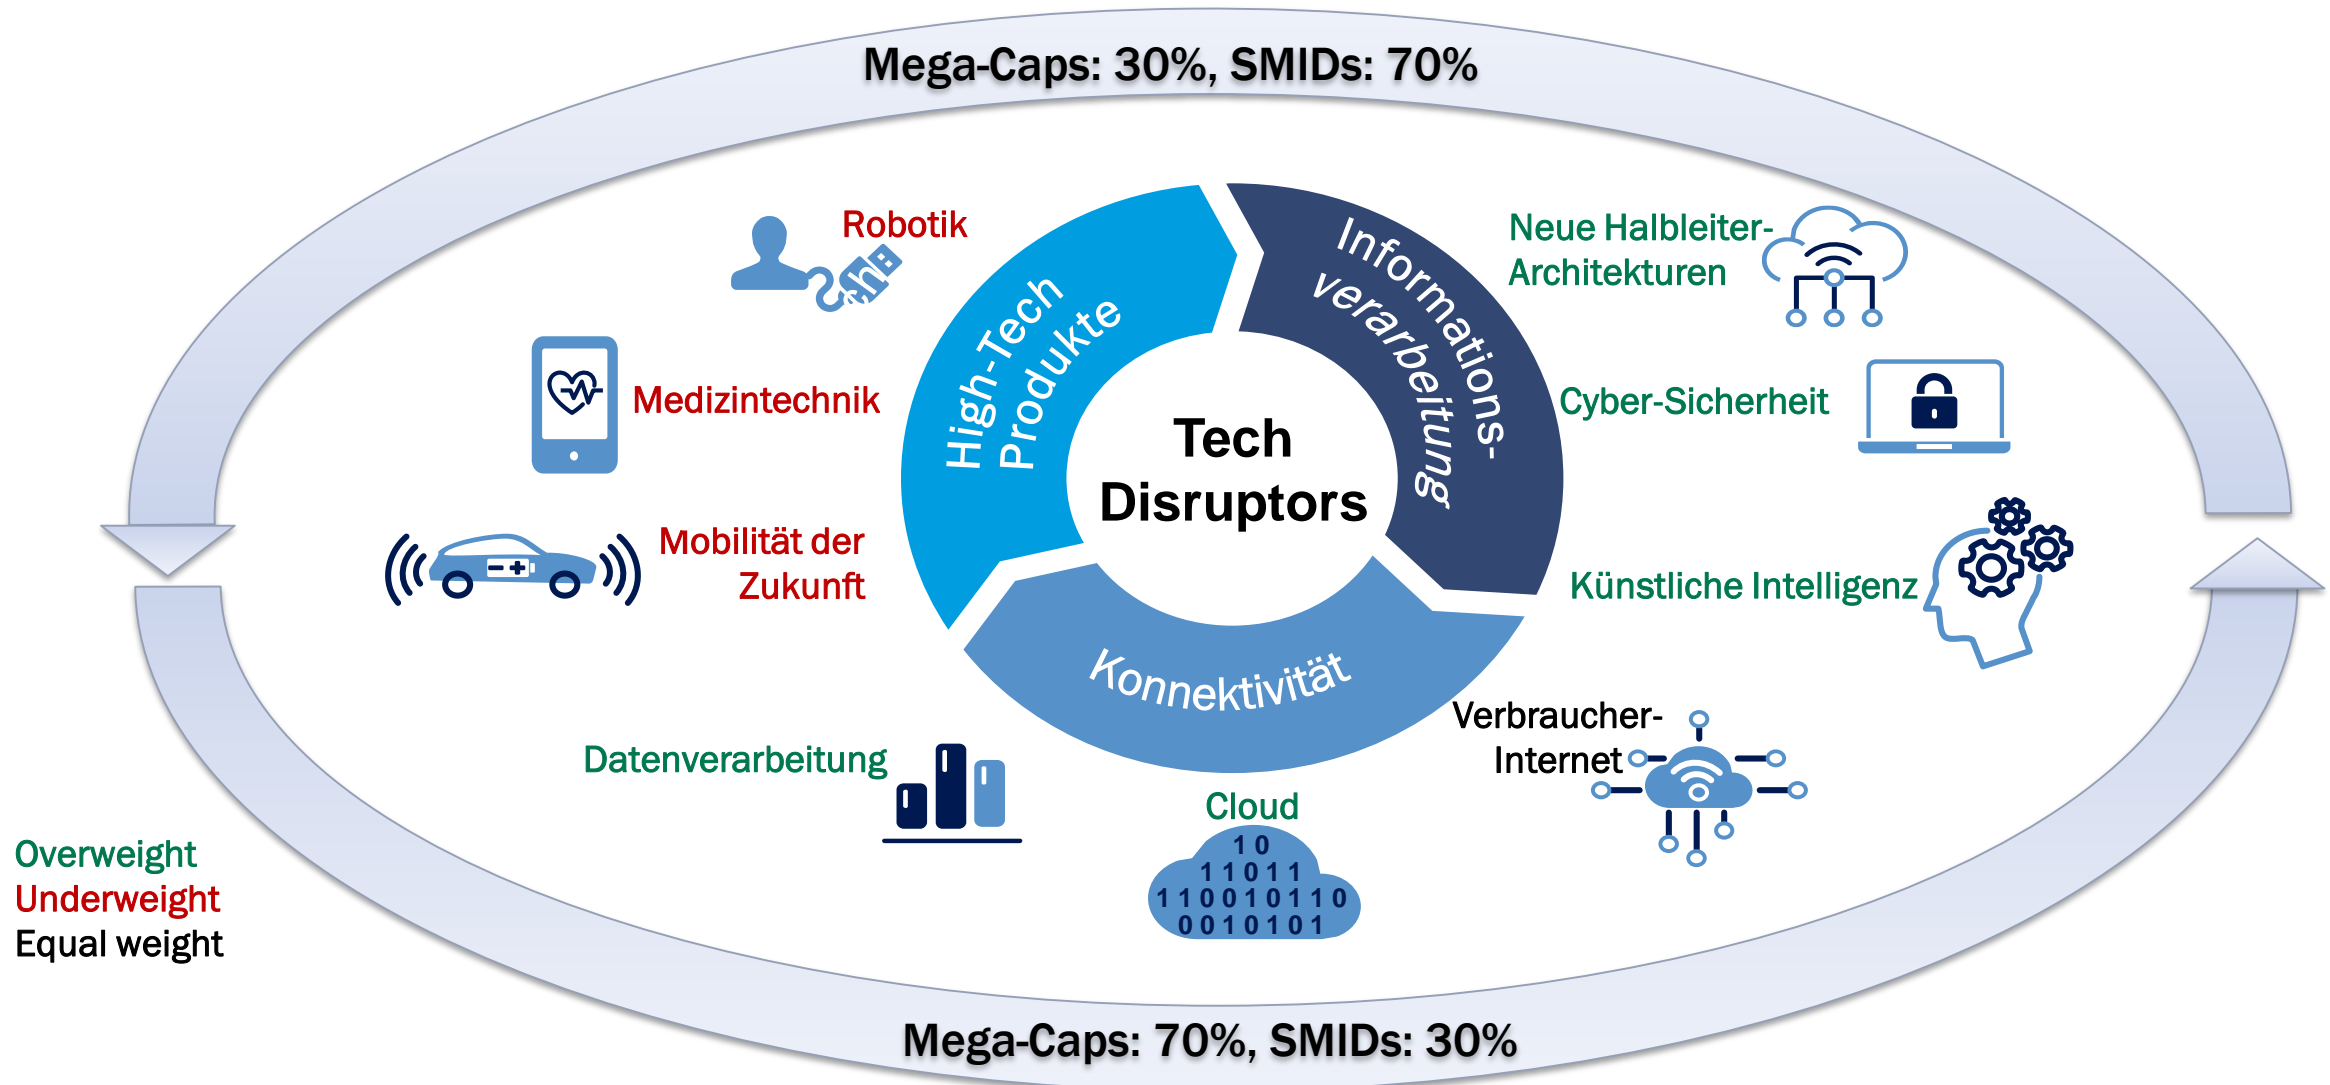 Mega-Caps: 30%, SMIDs: 70%
Robotik
Medizintechnik
Mobilität der
Zukunft
High-Tech
Produkte
Informations-
verarbeitung
Tech
Disruptors
Konnektivität
Neue Halbleiter-
Architekturen
Cyber-Sicherheit
Künstliche Intelligenz
Verbraucher-
Internet
Datenverarbeitung
Cloud
1 0
1 1 0 1 1
1 1 0 0 1 0 1 1 0
0 0 1 0 1 0 1
Overweight
Underweight
Equal weight
Mega-Caps: 70%, SMIDs: 30%